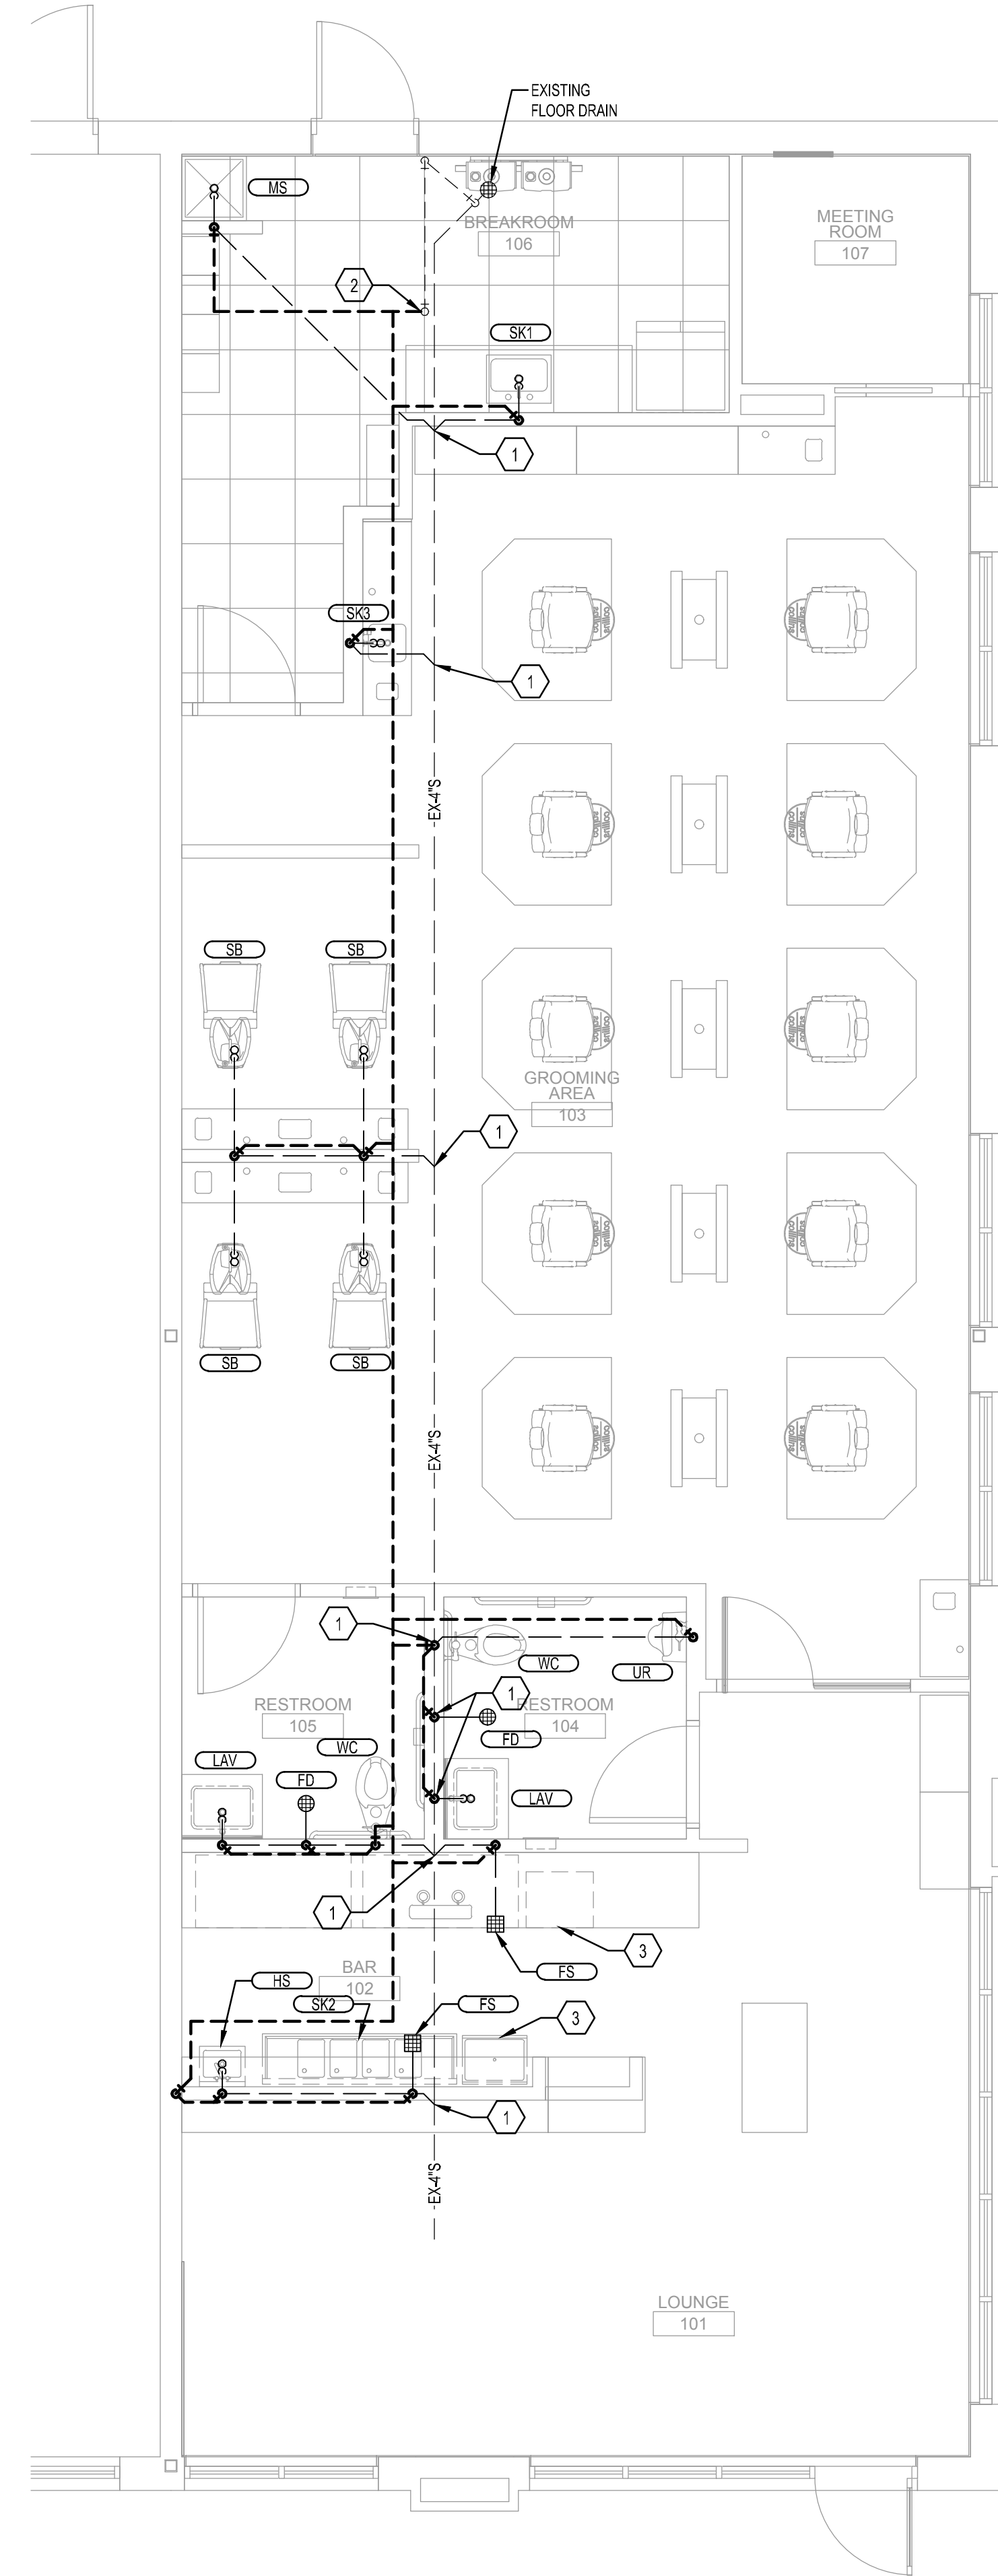 EXISTING
FLOOR DRAIN
MS
BREAKROOM
106
MEETING
ROOM
107
2
SK1
1
SK3
1
EX-4"S
SB
SB
GROOMING
AREA
103
1
SB
SB
EX-4"S
1
WC
UR
1
RESTROOM
105
RESTROOM
104
WC
FD
LAV
FD
LAV
1
3
FS
BAR
102
HS
SK2
FS
3
1
EX-4"S
LOUNGE
101